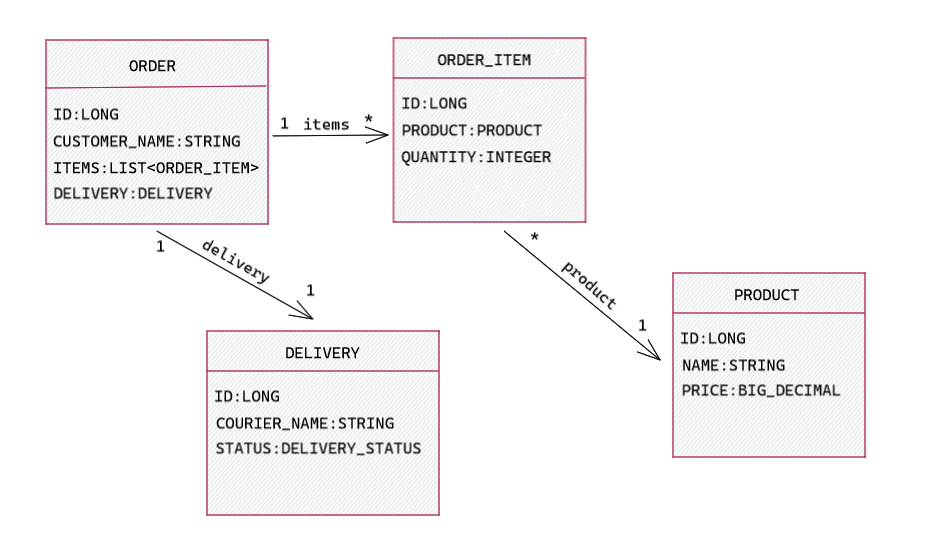 ORDER
ID:LONG
CUSTOMER_NAME:STRING
ITEMS:LIST<ORDER_ITEM>
DELIVERY:DELIVERY
1 items *
ORDER_ITEM
ID:LONG
PRODUCT:PRODUCT
QUANTITY:INTEGER
1
delivery
1
*
product
1
DELIVERY
ID:LONG
COURIER_NAME:STRING
STATUS:DELIVERY_STATUS
PRODUCT
ID:LONG
NAME:STRING
PRICE:BIG_DECIMAL